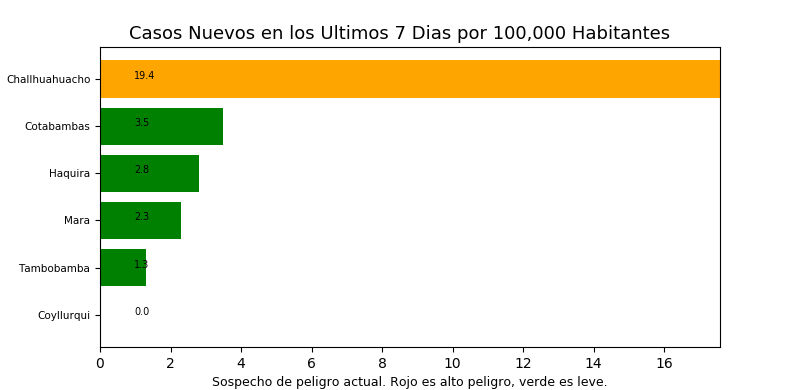 Casos Nuevos en los Ultimos 7 Dias por 100,000 Habitantes
Challhuahuacho 19.4
Cotabambas 3.5
Haquira 2.8
Mara 2.3
Tambobamba 1.3
Coyllurqui 0.0
0 2 4 6 8 10 12 14 16
Sospecho de peligro actual. Rojo es alto peligro, verde es leve.